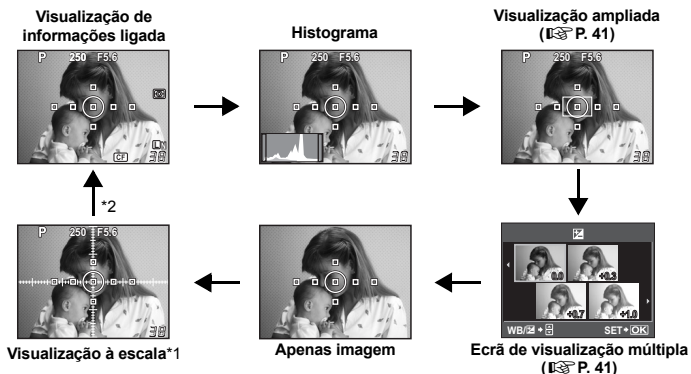 Visualização de
informações ligada
Histograma
Visualização ampliada
(P. 41)
P 250 F5.6
CF
LN
38
P 250 F5.6
38
P 250 F5.6
38
*2
P 250 F5.6
38
0.0 +0.3
+0.7 +1.0
WB/ SET OK
Visualização à escala*1
Apenas imagem
Ecrã de visualização múltipla
(P. 41)